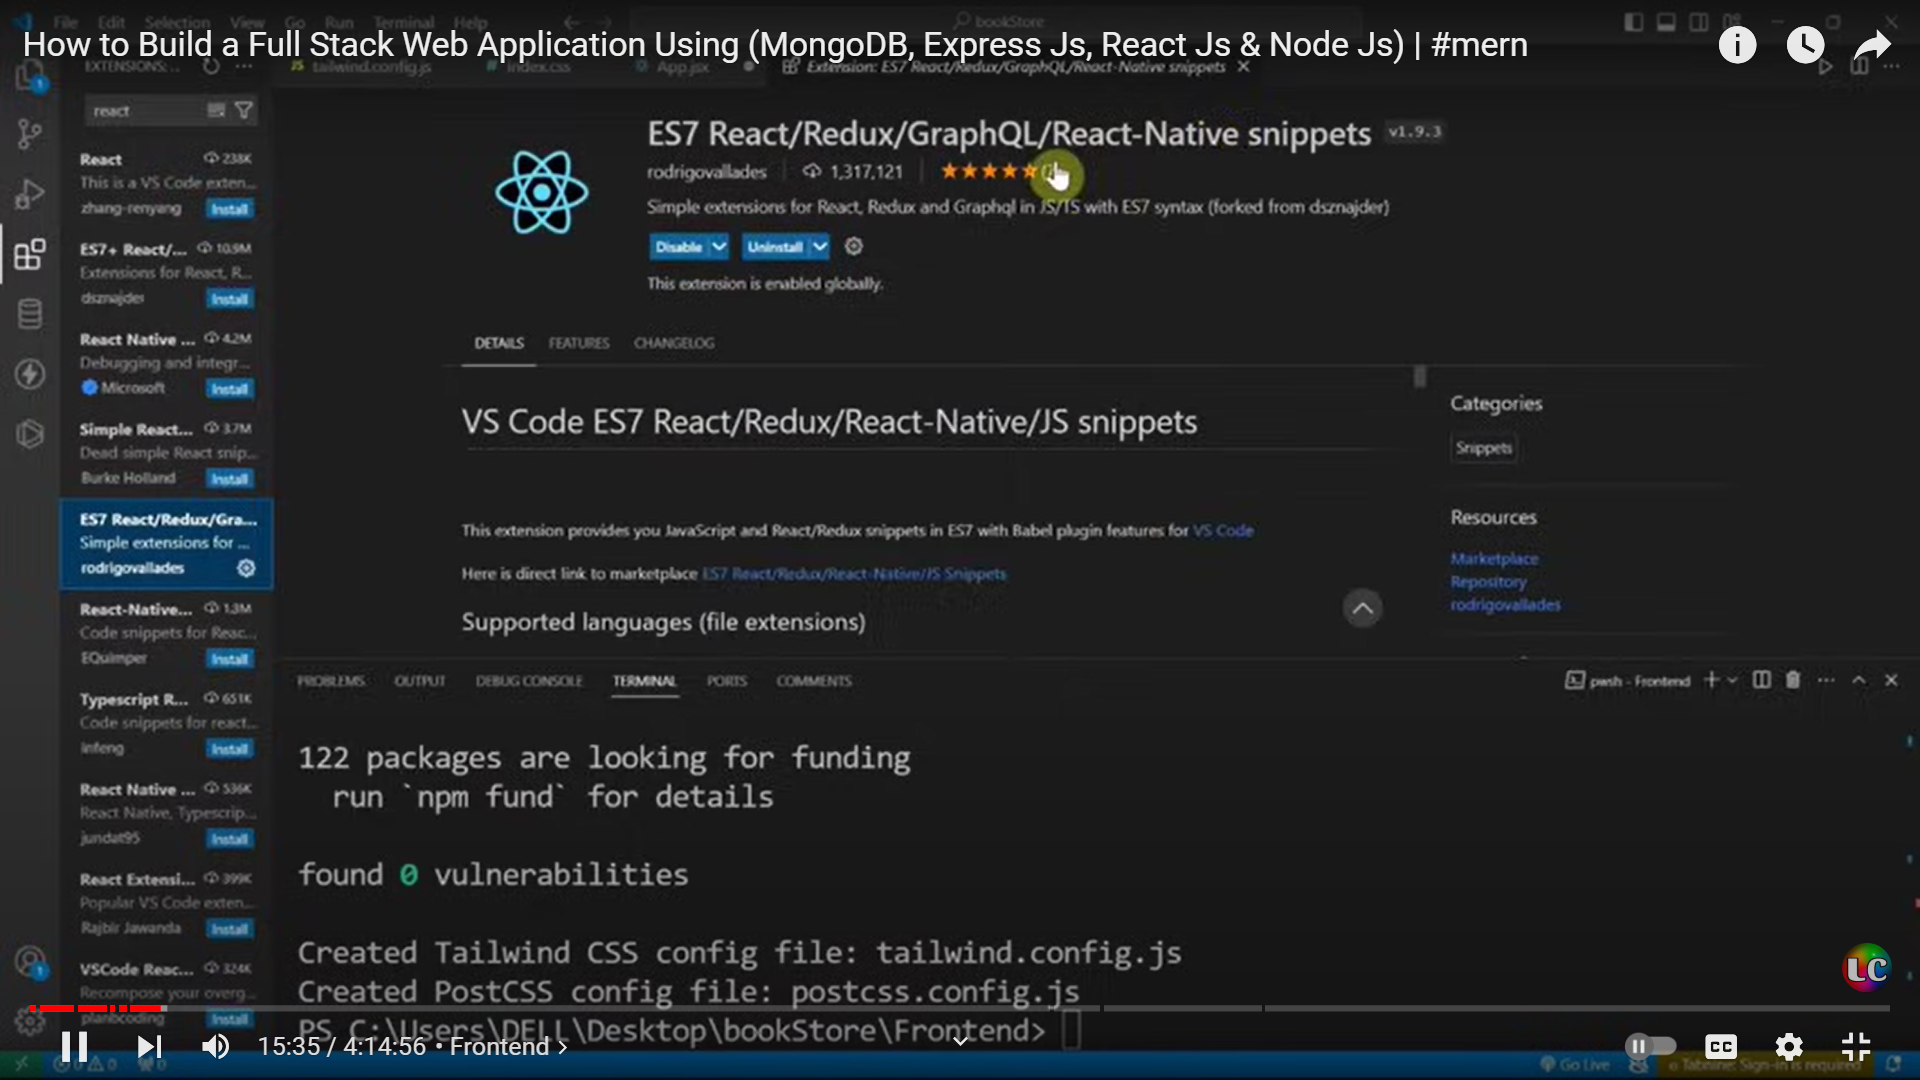 File Edit Selection View Go Run Terminal Help
bookStore
How to Build a Full Stack Web Application Using (MongoDB, Express Js, React Js & Node Js) | #mern
EXTENSIONS:...
tailwind.config.js
index.css
App.jsx
Extension: ES7 React/Redux/GraphQL/React-Native snippets
react
React 238K
This is a VS Code exten...
zhang-renyang Install
ES7+ React/... 10.9M
Extensions for React, R...
dsznajder Install
React Native ... 4.2M
Debugging and integr...
Microsoft Install
Simple React... 3.7M
Dead simple React snip...
Burke Holland Install
ES7 React/Redux/Gra...
Simple extensions for ...
rodrigovallades
React-Native... 1.3M
Code snippets for Reac...
EQuimper Install
Typescript R... 651K
Code snippets for react...
infeng Install
React Native ... 536K
React Native, Typescrip...
jundat95 Install
React Extensi... 399K
Popular VS Code exten...
Rajbir Jawanda Install
VSCode Reac... 324K
Recompose your overg...
planbcoding Install
ES7 React/Redux/GraphQL/React-Native snippets v1.9.3
rodrigovallades 1,317,121
Simple extensions for React, Redux and Graphql in JS/TS with ES7 syntax (forked from dsznajder)
Disable Uninstall
This extension is enabled globally.
DETAILS FEATURES CHANGELOG
VS Code ES7 React/Redux/React-Native/JS snippets
This extension provides you JavaScript and React/Redux snippets in ES7 with Babel plugin features for VS Code
Here is direct link to marketplace ES7 React/Redux/React-Native/JS Snippets
Supported languages (file extensions)
Categories
Snippets
Resources
Marketplace
Repository
rodrigovallades
PROBLEMS OUTPUT DEBUG CONSOLE TERMINAL PORTS COMMENTS
pwsh - Frontend
122 packages are looking for funding
run `npm fund` for details
found 0 vulnerabilities
Created Tailwind CSS config file: tailwind.config.js
Created PostCSS config file: postcss.config.js
PS C:\Users\DELL\Desktop\bookStore\Frontend>
LC
15:35 / 4:14:56 • Frontend >
CC
Go Live
Tabnine: Sign-in is required